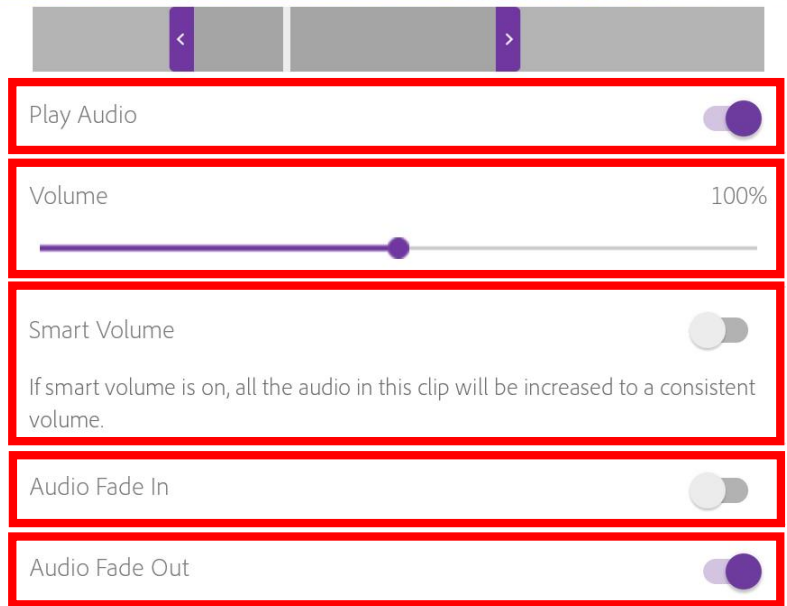 Play Audio
Volume 100%
Smart Volume
If smart volume is on, all the audio in this clip will be increased to a consistent
volume.
Audio Fade In
Audio Fade Out